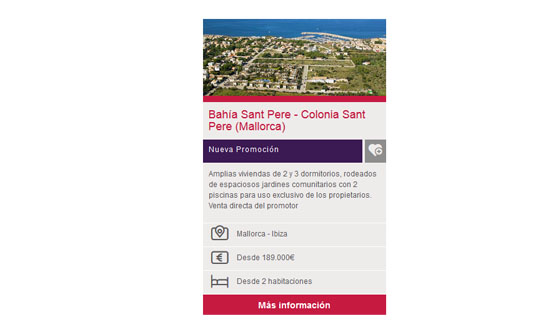 Bahía Sant Pere - Colonia Sant
Pere (Mallorca)
Nueva Promoción
Amplias viviendas de 2 y 3 dormitorios, rodeados
de espaciosos jardines comunitarios con 2
piscinas para uso exclusivo de los propietarios.
Venta directa del promotor
Mallorca - Ibiza
Desde 189.000€
Desde 2 habitaciones
Más información